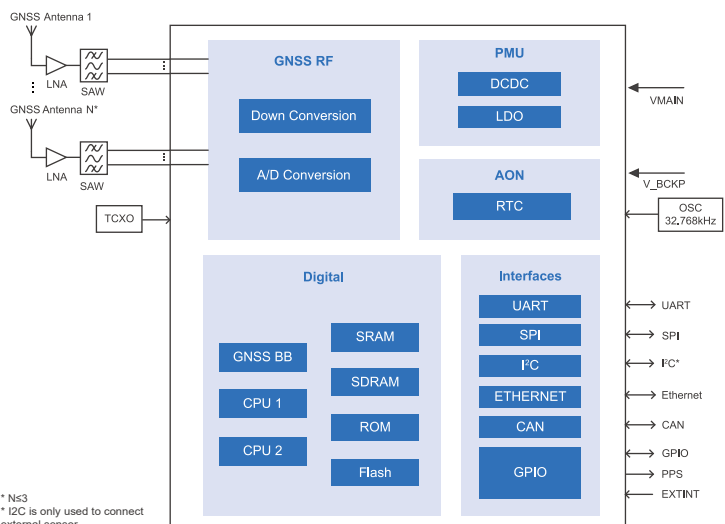 GNSS Antenna 1
LNA
SAW
GNSS Antenna N*
LNA
SAW
TCXO
GNSS RF
Down Conversion
A/D Conversion
PMU
DCDC
LDO
AON
RTC
VMAIN
V_BCKP
OSC
32.768kHz
Digital
GNSS BB
CPU 1
CPU 2
SRAM
SDRAM
ROM
Flash
Interfaces
UART
SPI
I²C
ETHERNET
CAN
GPIO
UART
SPI
I²C*
Ethernet
CAN
GPIO
PPS
EXTINT
* N≤3
* I2C is only used to connect
external sensor